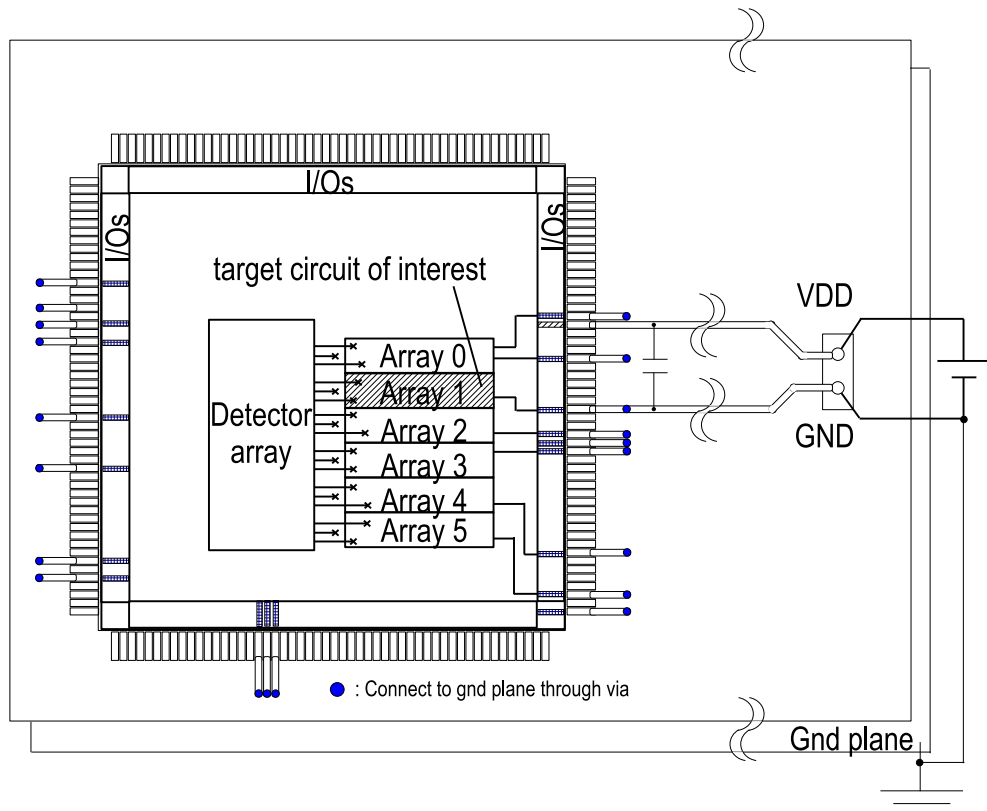 I/Os
I/Os
I/Os
target circuit of interest
VDD
Array 0
Array 1
Detector
array
Array 2
GND
Array 3
Array 4
Array 5
: Connect to gnd plane through via
Gnd plane